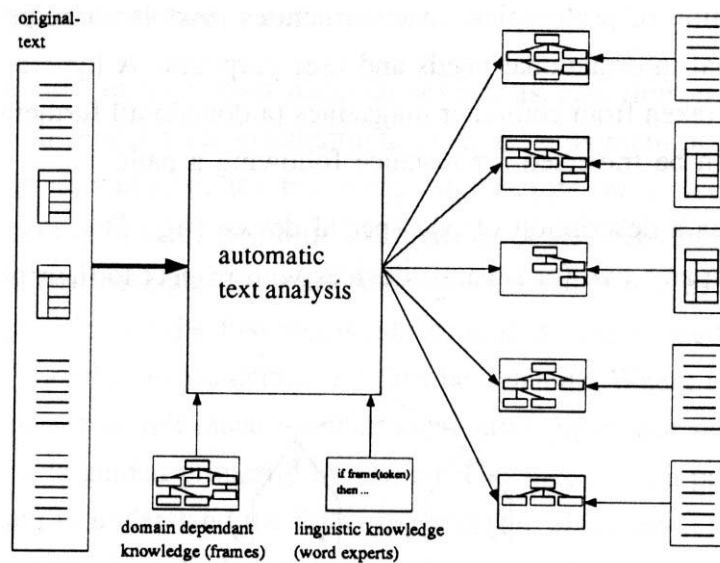 original-
text
automatic
text analysis
if frame(token)
then ...
domain dependant
knowledge (frames)
linguistic knowledge
(word experts)